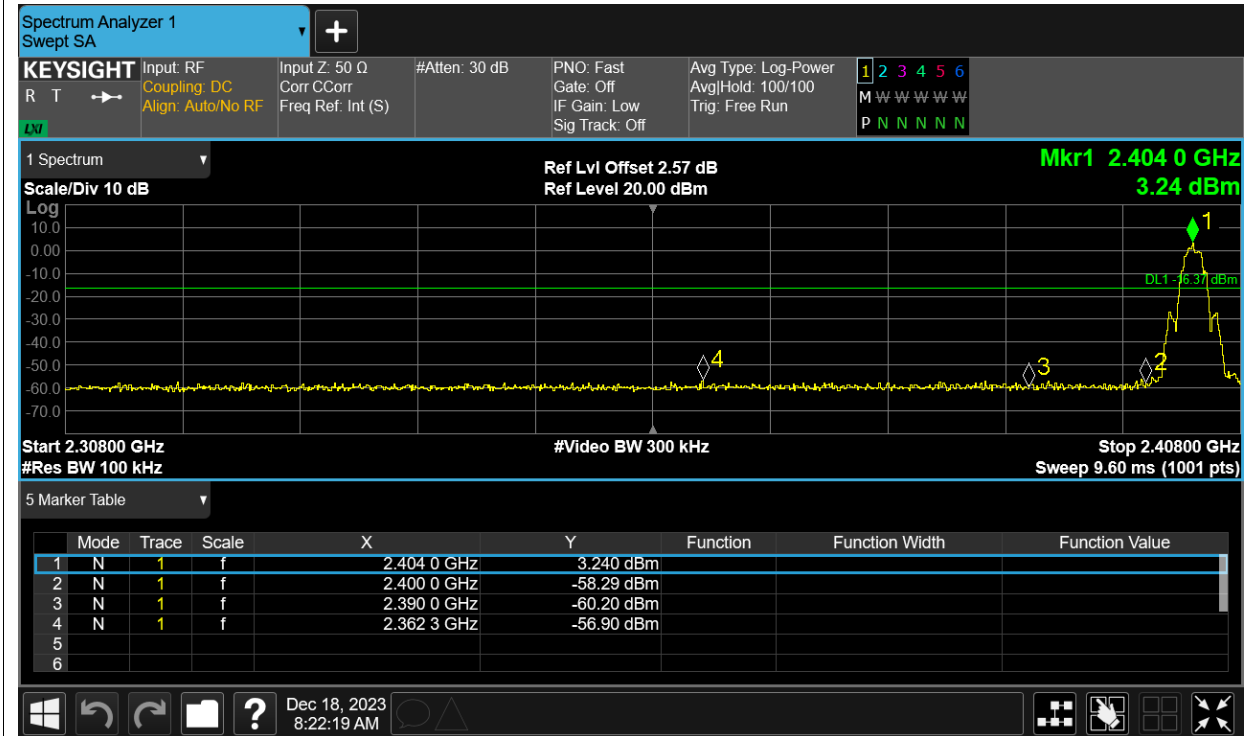 Spectrum Analyzer 1
Swept SA
+
KEYSIGHT
R T
LXI
Input: RF
Coupling: DC
Align: Auto/No RF
Input Z: 50 Ω
Corr CCorr
Freq Ref: Int (S)
#Atten: 30 dB
PNO: Fast
Gate: Off
IF Gain: Low
Sig Track: Off
Avg Type: Log-Power
Avg|Hold: 100/100
Trig: Free Run
1 2 3 4 5 6
M W W W W W
P N N N N N
1 Spectrum
Scale/Div 10 dB
Ref Lvl Offset 2.57 dB
Ref Level 20.00 dBm
Mkr1 2.404 0 GHz
3.24 dBm
Log
10.0
0.00
-10.0
-20.0
-30.0
-40.0
-50.0
-60.0
-70.0
1
DL1 -16.37 dBm
4
3
2
Start 2.30800 GHz
#Video BW 300 kHz
Stop 2.40800 GHz
#Res BW 100 kHz
Sweep 9.60 ms (1001 pts)
5 Marker Table
Mode Trace Scale X Y Function Function Width Function Value
1 N 1 f 2.404 0 GHz 3.240 dBm
2 N 1 f 2.400 0 GHz -58.29 dBm
3 N 1 f 2.390 0 GHz -60.20 dBm
4 N 1 f 2.362 3 GHz -56.90 dBm
5
6
?
Dec 18, 2023
8:22:19 AM